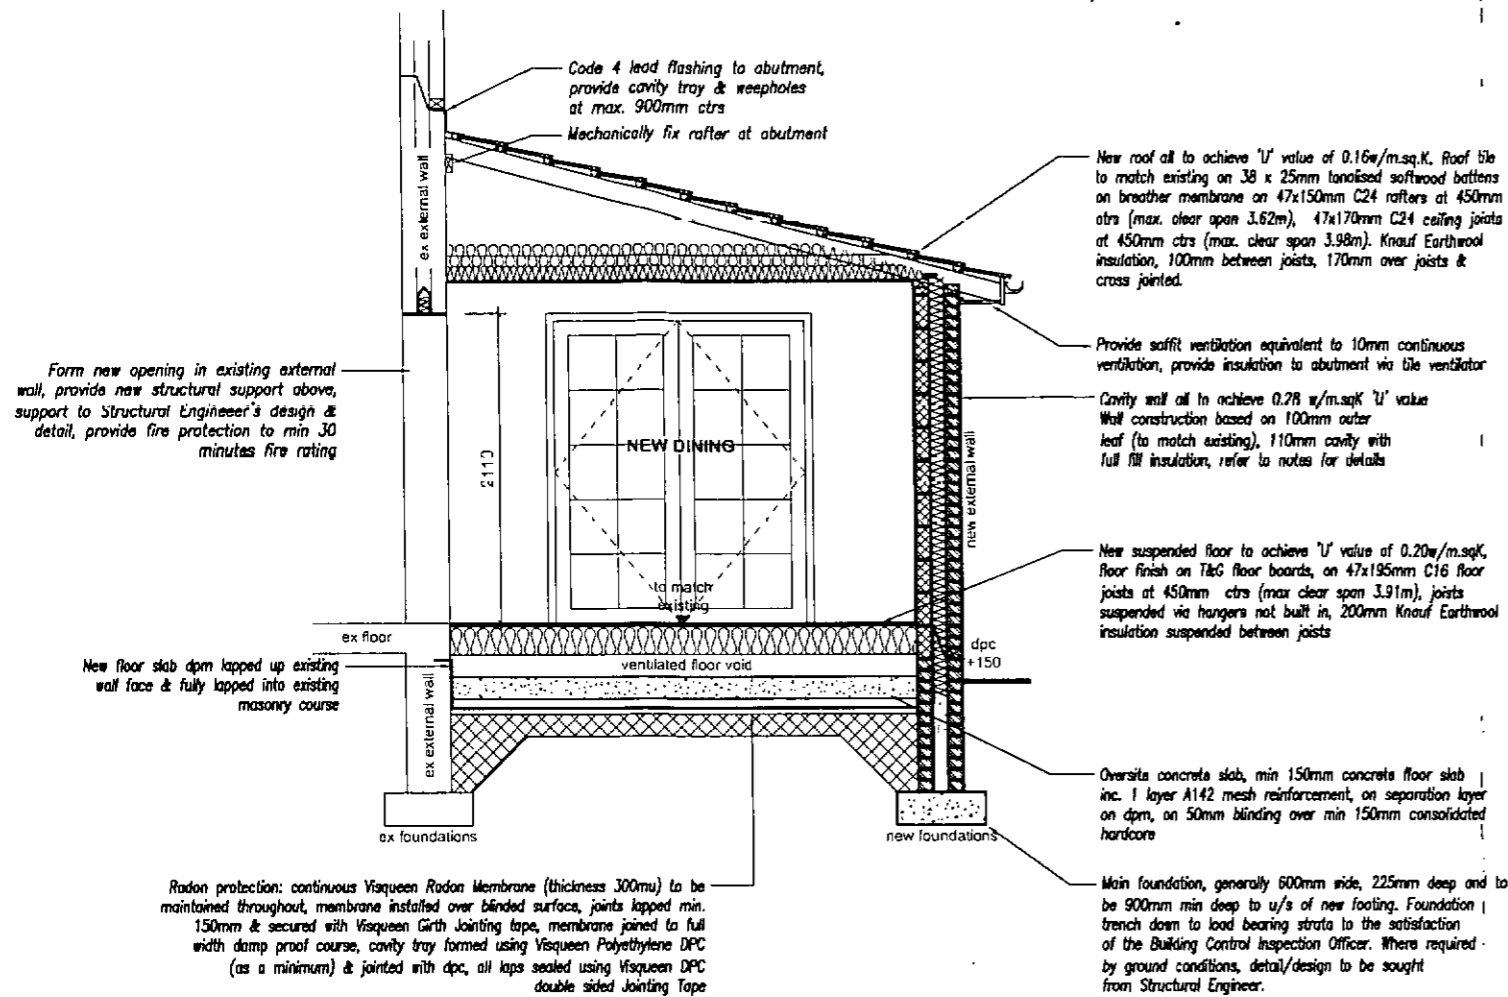 Code 4 lead flashing to abutment,
provide cavity tray & weepholes
at max. 900mm ctrs
Mechanically fix rafter at abutment
New roof all to achieve 'U' value of 0.16w/m.sq.K. Roof tile
to match existing on 38 x 25mm tanalised softwood battens
on breather membrane on 47x150mm C24 rafters at 450mm
ctrs (max. clear span 3.62m), 47x170mm C24 ceiling joists
at 450mm ctrs (max. clear span 3.98m). Knauf Earthwool
insulation, 100mm between joists, 170mm over joists &
cross jointed.
ex external wall
Provide soffit ventilation equivalent to 10mm continuous
ventilation, provide insulation to abutment via tile ventilator
Form new opening in existing external
wall, provide new structural support above,
support to Structural Engineeer's design &
detail, provide fire protection to min 30
minutes fire rating
Cavity wall all to achieve 0.28 w/m.sqK 'U' value
Wall construction based on 100mm outer
leaf (to match existing), 110mm cavity with
full fill insulation, refer to notes for details
NEW DINING
2110
new external wall
New suspended floor to achieve 'U' value of 0.20w/m.sqK,
floor finish on T&G floor boards, on 47x195mm C16 floor
joists at 450mm ctrs (max clear span 3.91m), joists
suspended via hangers not built in, 200mm Knauf Earthwool
insulation suspended between joists
to match
existing
ex floor
ventilated floor void
dpc
+150
New floor slab dpm lapped up existing
wall face & fully lapped into existing
masonry course
ex external wall
Oversite concrete slab, min 150mm concrete floor slab
inc. 1 layer A142 mesh reinforcement, on separation layer
on dpm, on 50mm blinding over min 150mm consolidated
hardcore
ex foundations
new foundations
Radon protection: continuous Visqueen Radon Membrane (thickness 300mu) to be
maintained throughout, membrane installed over blinded surface, joints lapped min.
150mm & secured with Visqueen Girth Jointing tape, membrane joined to full
width damp proof course, cavity tray formed using Visqueen Polyethylene DPC
(as a minimum) & jointed with dpc, all laps sealed using Visqueen DPC
double sided Jointing Tape
Main foundation, generally 600mm wide, 225mm deep and to
be 900mm min deep to u/s of new footing. Foundation
trench down to load bearing strata to the satisfaction
of the Building Control Inspection Officer. Where required
by ground conditions, detail/design to be sought
from Structural Engineer.